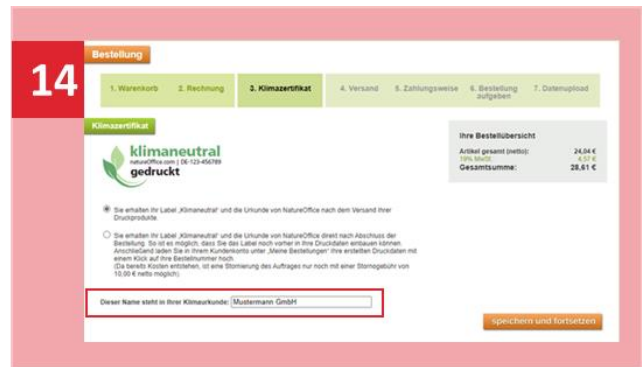 14
Bestellung
1. Warenkorb 2. Rechnung 3. Klimazertifikat 4. Versand 5. Zahlungsweise 6. Bestellung aufgeben 7. Datenupload
Klimazertifikat
klimaneutral
natureOffice.com | DE-123-456789
gedruckt
Ihre Bestellübersicht
Artikel gesamt (netto): 24,04 €
19% MwSt: 4,57 €
Gesamtsumme: 28,61 €
Sie erhalten Ihr Label „Klimaneutral“ und die Urkunde von NatureOffice nach dem Versand Ihrer
Druckprodukte.
Sie erhalten Ihr Label „Klimaneutral“ und die Urkunde von NatureOffice direkt nach Abschluss der
Bestellung. So ist es möglich, dass Sie das Label noch vorher in Ihre Druckdaten einbauen können
Anschließend laden Sie in Ihrem Kundenkonto unter „Meine Bestellungen“ Ihre erstellten Druckdaten mit
einem Klick auf Ihre Bestellnummer hoch.
(Da bereits Kosten entstehen, ist eine Stornierung des Auftrages nur noch mit einer Stornogebühr von
10,00 € netto möglich).
Dieser Name steht in Ihrer Klimaurkunde: Mustermann GmbH
speichern und fortsetzen